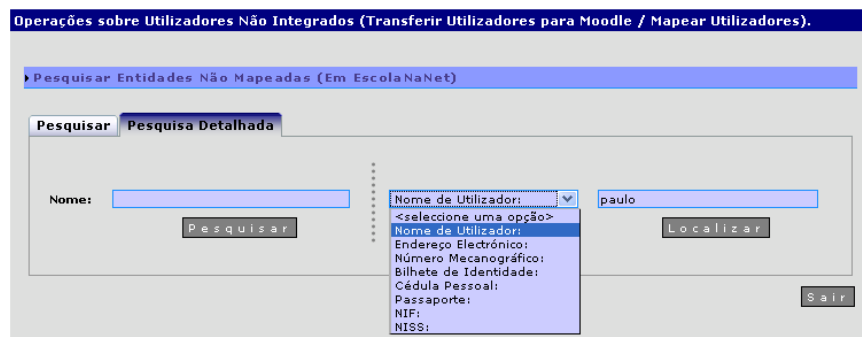 Operações sobre Utilizadores Não Integrados (Transferir Utilizadores para Moodle / Mapear Utilizadores).
Pesquisar Entidades Não Mapeadas (Em EscolaNaNet)
Pesquisar Pesquisa Detalhada
Nome: Nome de Utilizador: paulo
<seleccione uma opção>
Pesquisar Nome de Utilizador: Localizar
Endereço Electrónico:
Número Mecanográfico:
Bilhete de Identidade:
Cédula Pessoal:
Passaporte: Sair
NIF:
NISS: